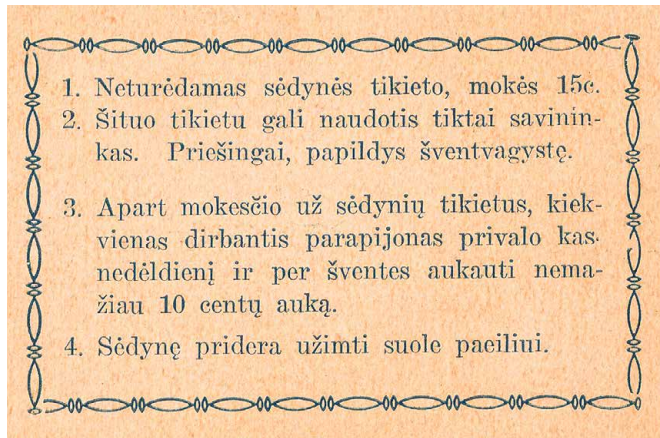 1. Neturėdamas sėdynės tikieto, mokės 15c.
2. Šituo tikietu gali naudotis tiktai savinin-
kas. Priešingai, papildys šventvagystę.
3. Apart mokesčio už sėdynių tikietus, kiek-
vienas dirbantis parapijonas privalo kas-
nedėldienį ir per šventes aukauti nema-
žiau 10 centų auką.
4. Sėdynę pridera užimti suole paeiliui.